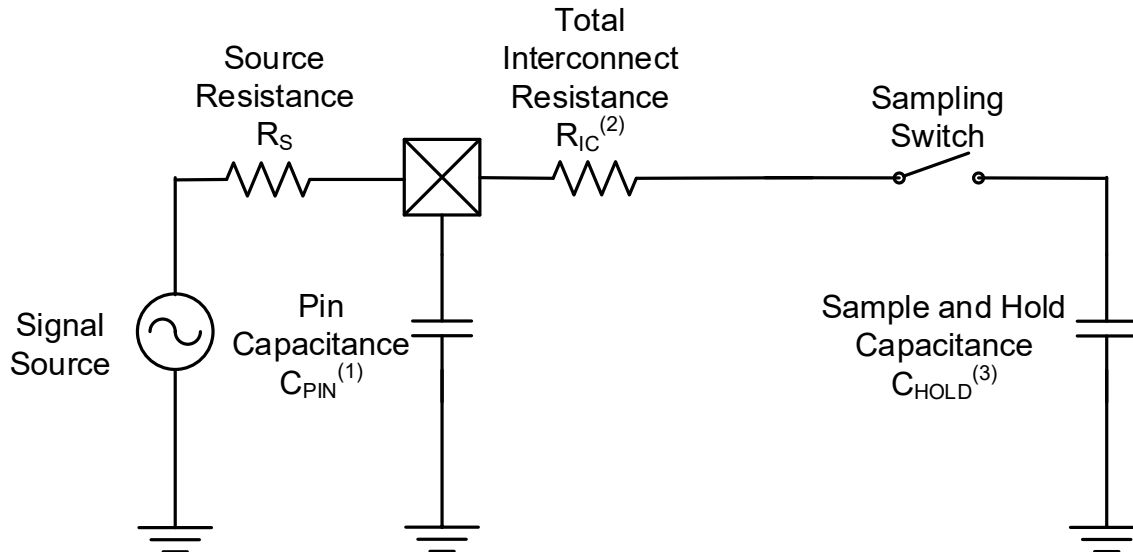 Source
Resistance
R_S
Total
Interconnect
Resistance
R_IC^(2)
Sampling
Switch
Signal
Source
Pin
Capacitance
C_PIN^(1)
Sample and Hold
Capacitance
C_HOLD^(3)